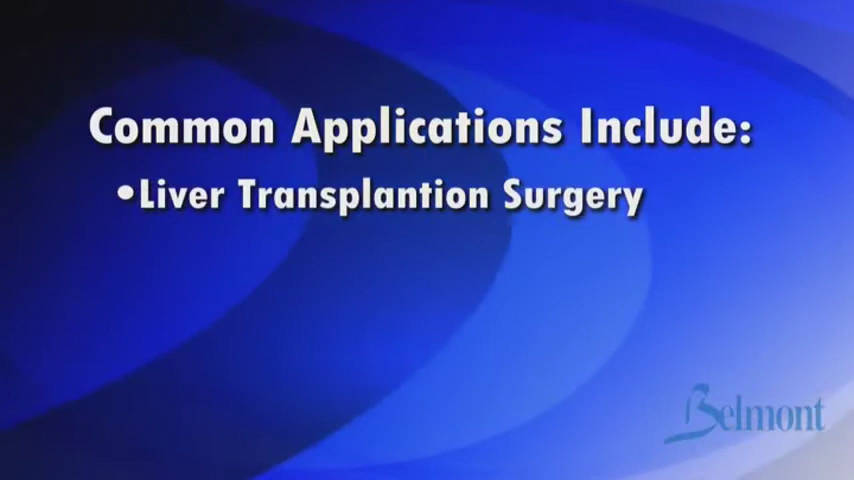 Common Applications Include:
•Liver Transplantion Surgery
Belmont